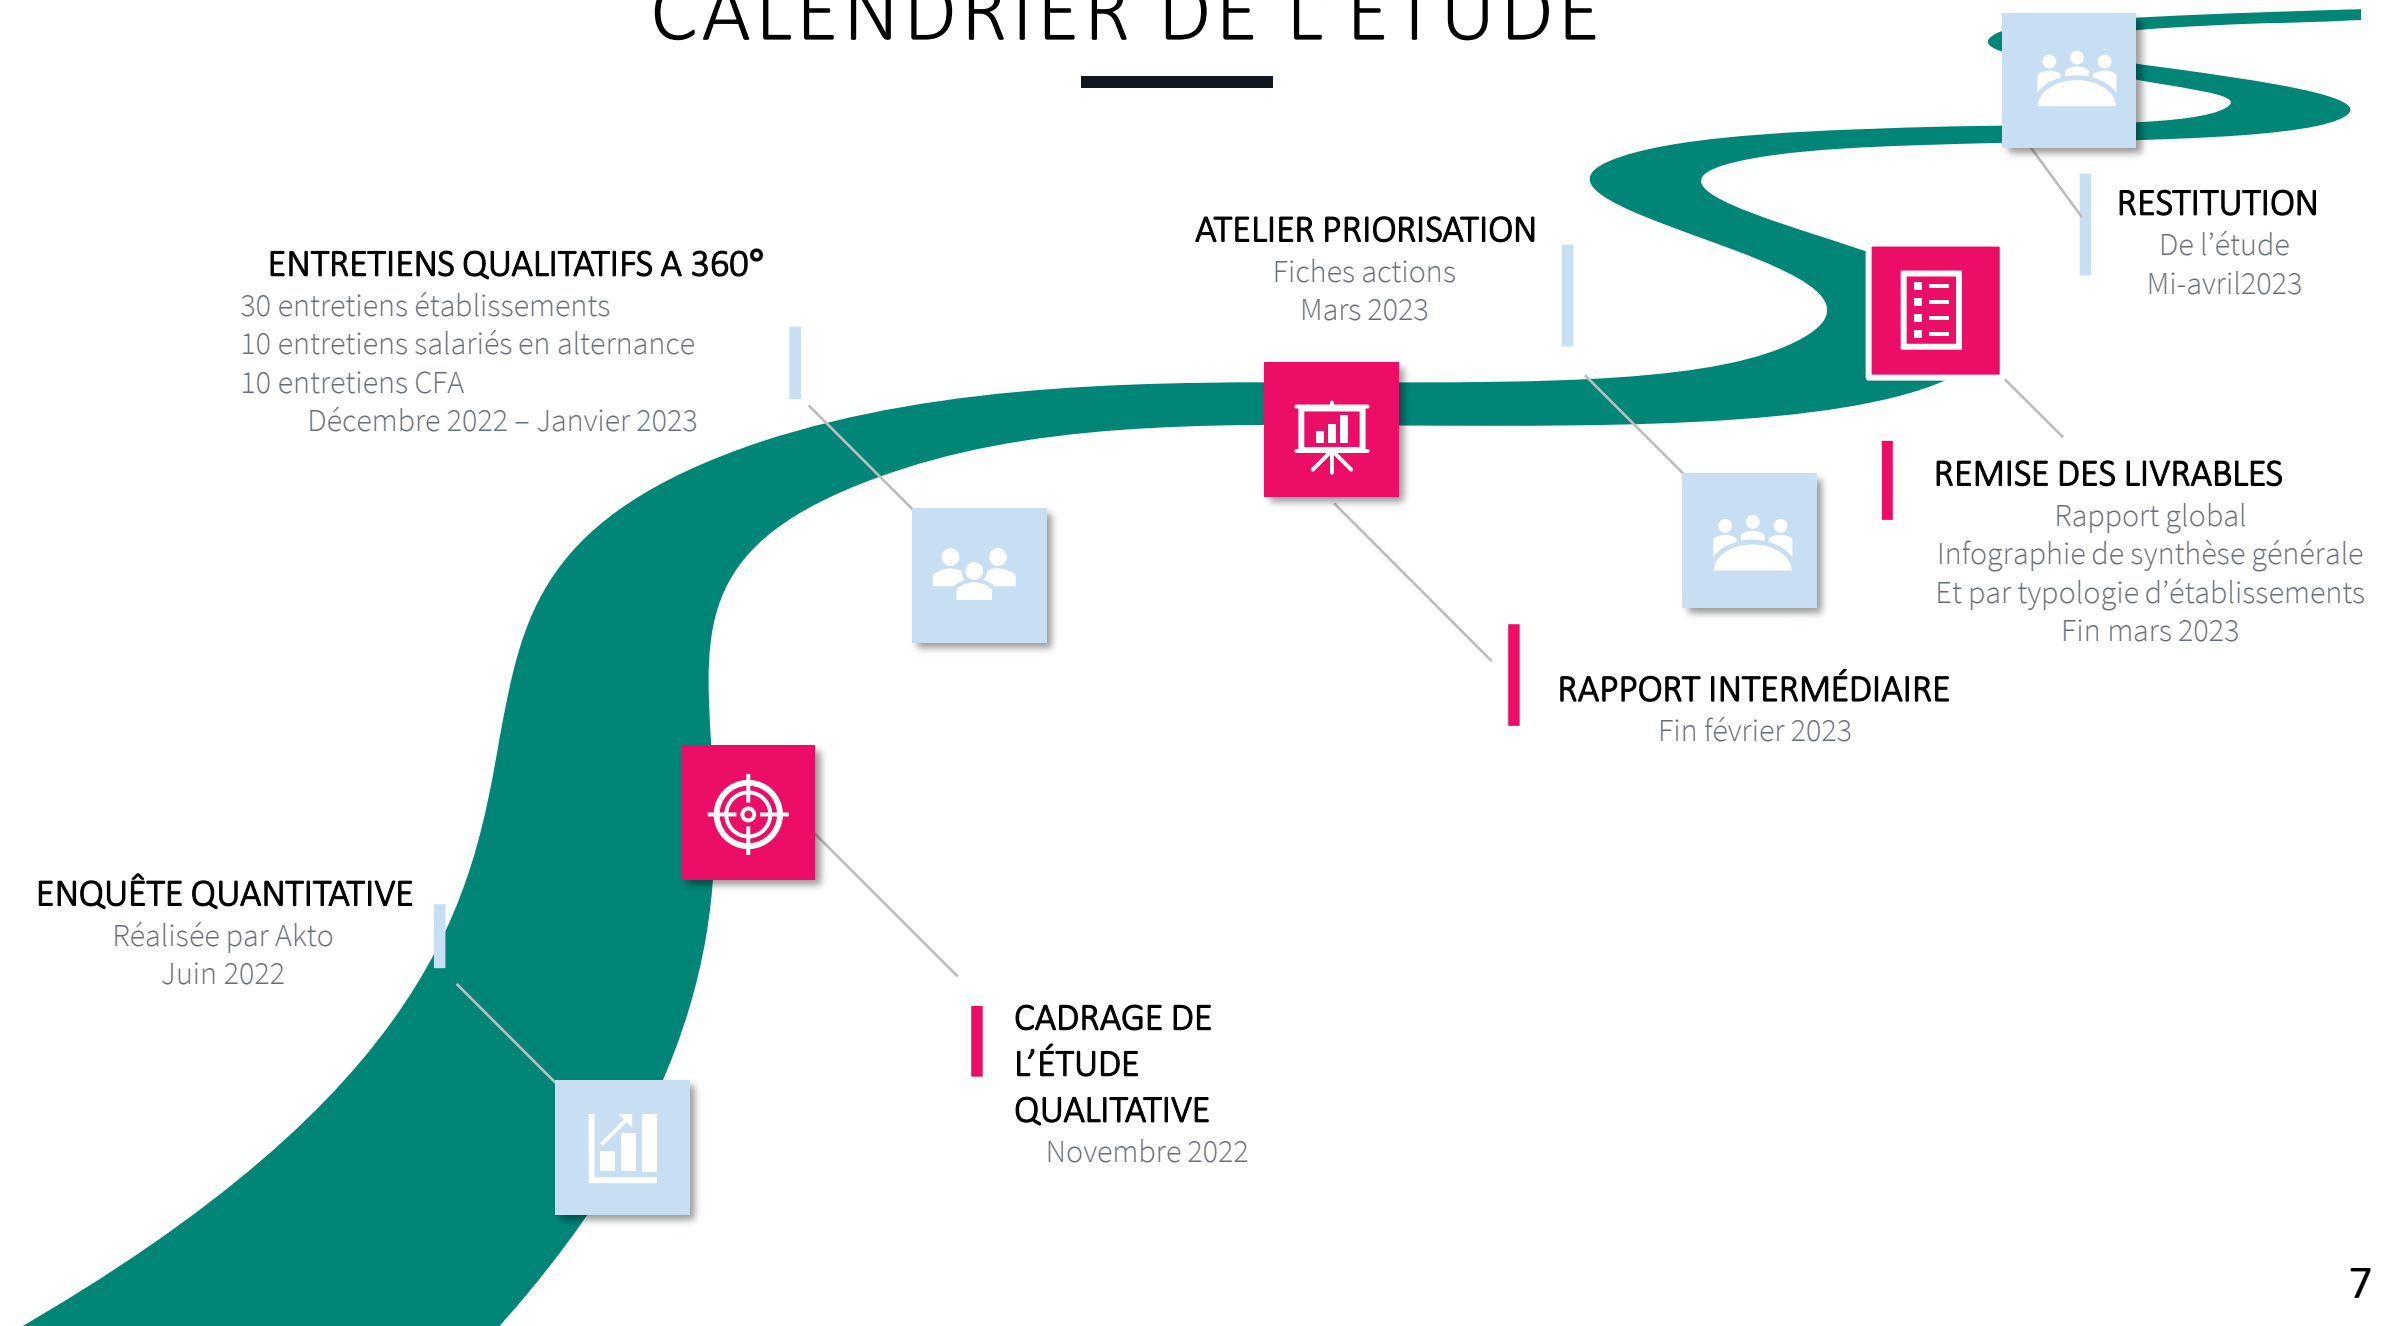 CALENDRIER DE L'ÉTUDE
ENTRETIENS QUALITATIFS A 360°
30 entretiens établissements
10 entretiens salariés en alternance
10 entretiens CFA
Décembre 2022 – Janvier 2023
ATELIER PRIORISATION
Fiches actions
Mars 2023
RESTITUTION
De l’étude
Mi-avril2023
REMISE DES LIVRABLES
Rapport global
Infographie de synthèse générale
Et par typologie d’établissements
Fin mars 2023
RAPPORT INTERMÉDIAIRE
Fin février 2023
ENQUÊTE QUANTITATIVE
Réalisée par Akto
Juin 2022
CADRAGE DE
L’ÉTUDE
QUALITATIVE
Novembre 2022
7